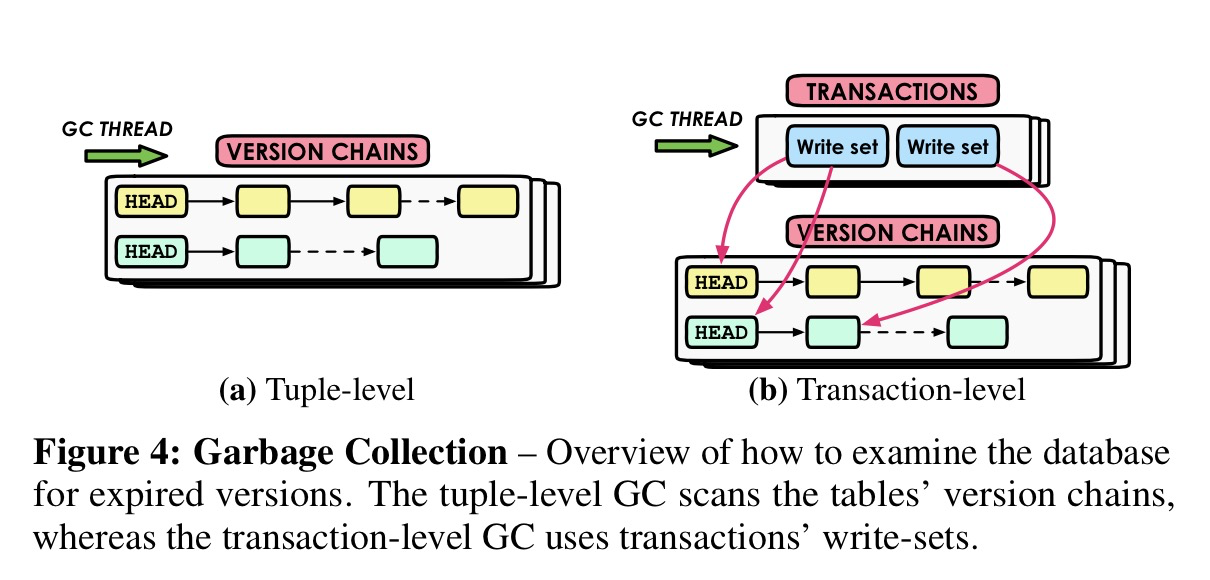 GC THREAD
VERSION CHAINS
HEAD
HEAD
(a) Tuple-level
TRANSACTIONS
GC THREAD
Write set Write set
VERSION CHAINS
HEAD
HEAD
(b) Transaction-level
Figure 4: Garbage Collection – Overview of how to examine the database
for expired versions. The tuple-level GC scans the tables’ version chains,
whereas the transaction-level GC uses transactions’ write-sets.